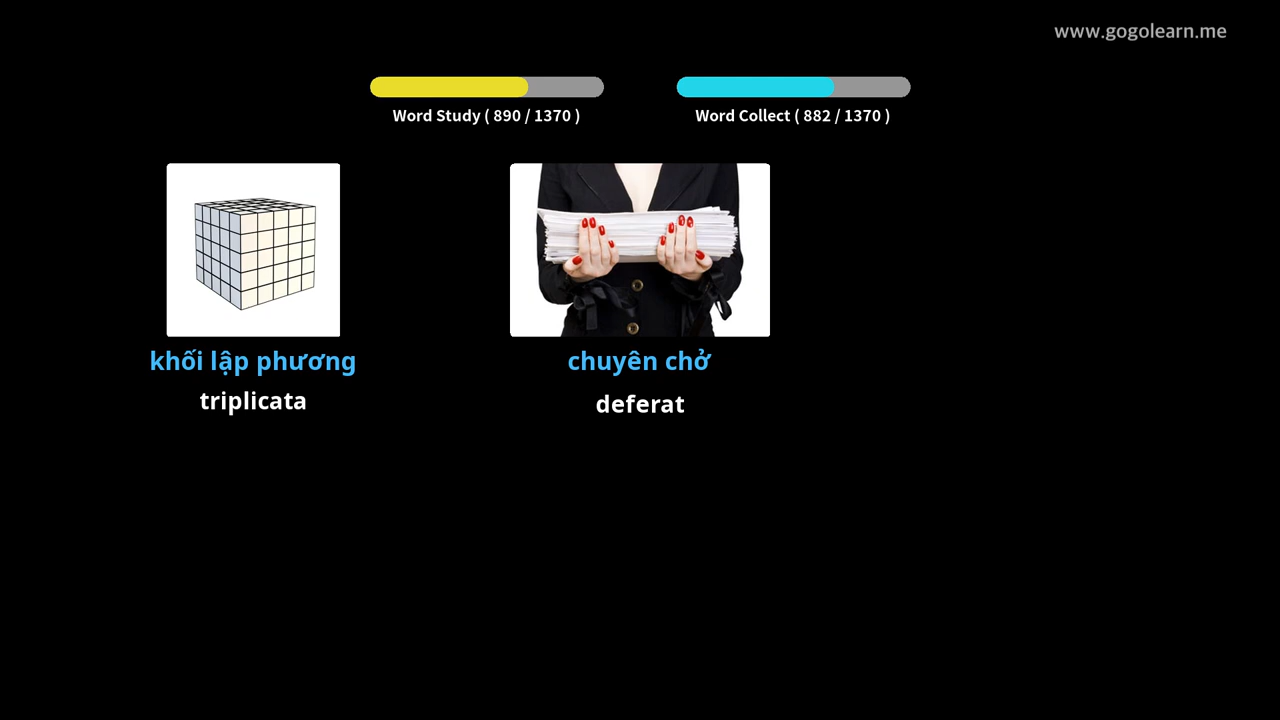 www.gogolearn.me
Word Study ( 890 / 1370 )
Word Collect ( 882 / 1370 )
khối lập phương
triplicata
chuyên chở
deferat